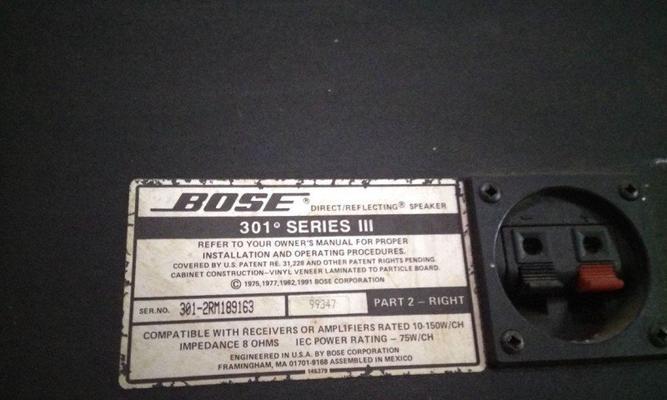 BOSE® DIRECT/REFLECTING® SPEAKER
301® SERIES III
REFER TO YOUR OWNER'S MANUAL FOR PROPER
INSTALLATION AND OPERATING PROCEDURES.
COVERED BY U.S. PATENT RE. 31,228 AND OTHER PATENT RIGHTS PENDING.
CABINET CONSTRUCTION—VINYL VENEER LAMINATED TO PARTICLE BOARD.
© 1975,1977,1982,1991 BOSE CORPORATION
SER.NO. 301-2RM189163 99347 PART 2 – RIGHT
COMPATIBLE WITH RECEIVERS OR AMPLIFIERS RATED 10-150W/CH
IMPEDANCE 8 OHMS IEC POWER RATING – 75W/CH
ENGINEERED IN U.S.A. BY BOSE CORPORATION
FRAMINGHAM, MA 01701-9168 ASSEMBLED IN MEXICO
146379